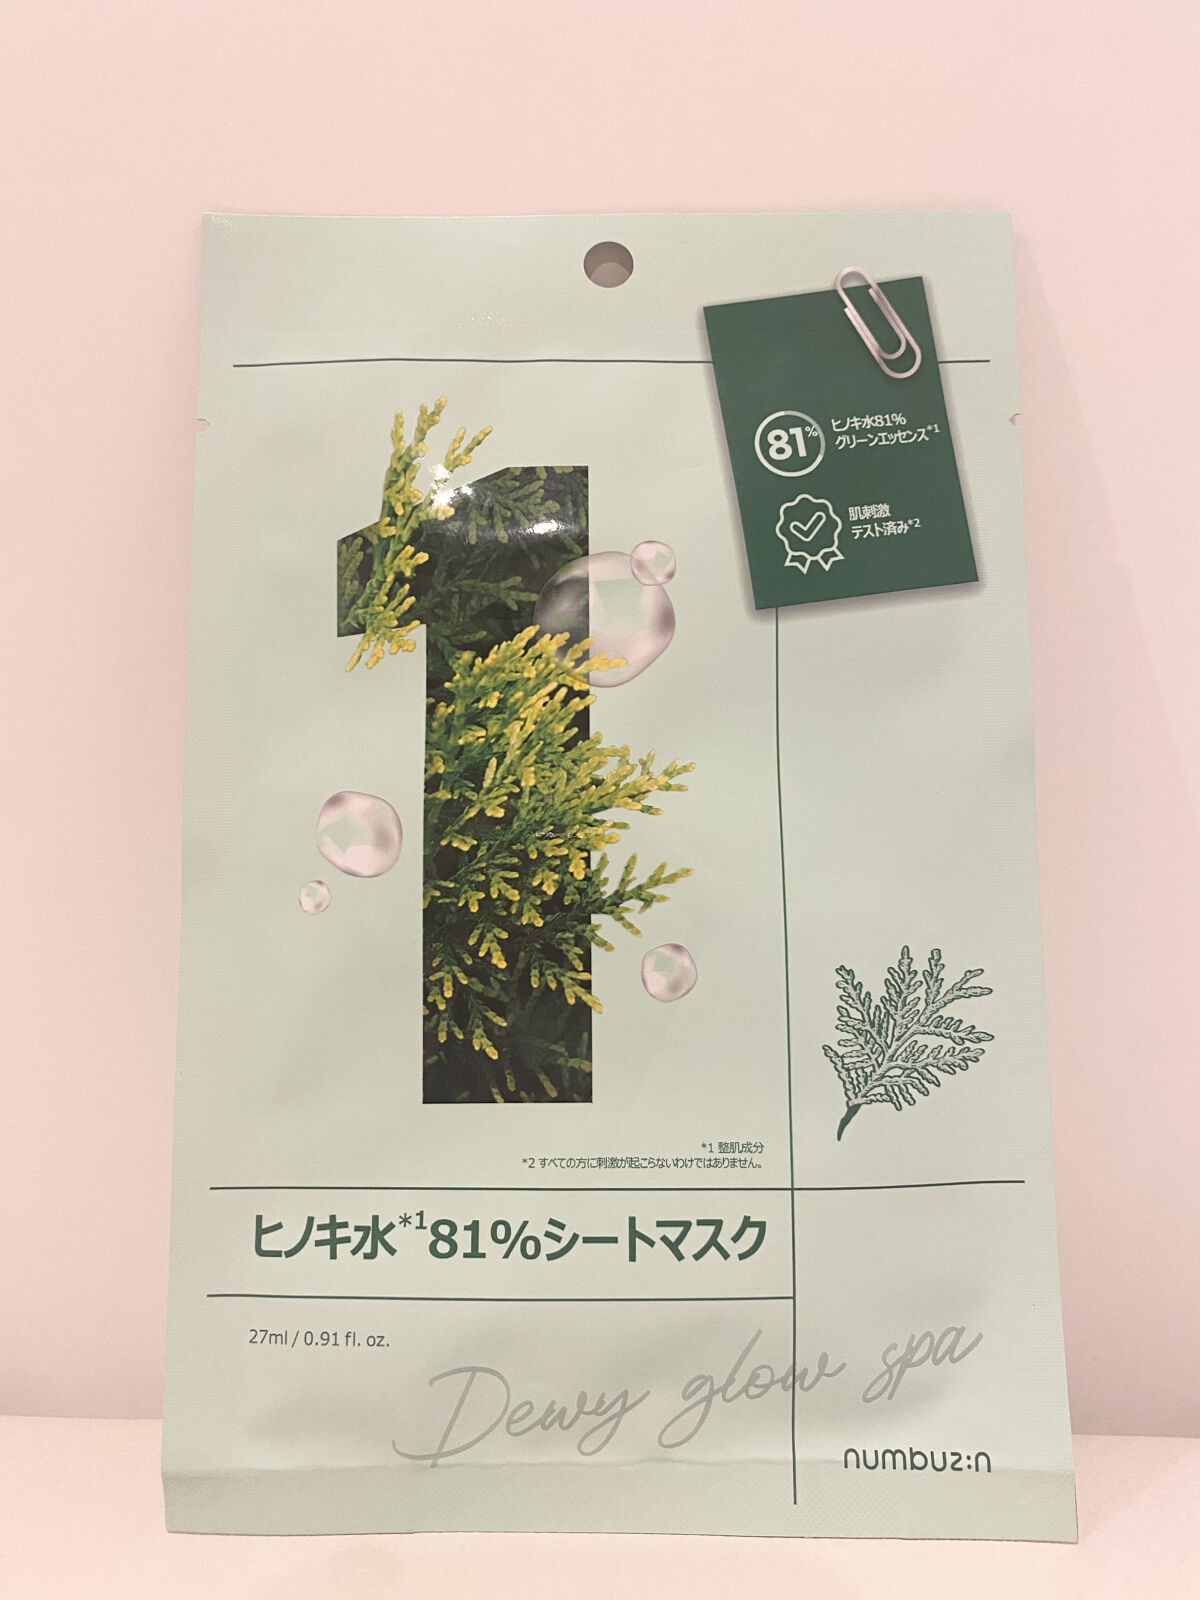 81%
ヒノキ水81%
グリーンエッセンス*1
肌刺激
テスト済み*2
1
*1 整肌成分
*2 すべての方に刺激が起こらないわけではありません。
ヒノキ水*181%シートマスク
27ml / 0.91 fl. oz.
Dewy glow spa
numbuz:n